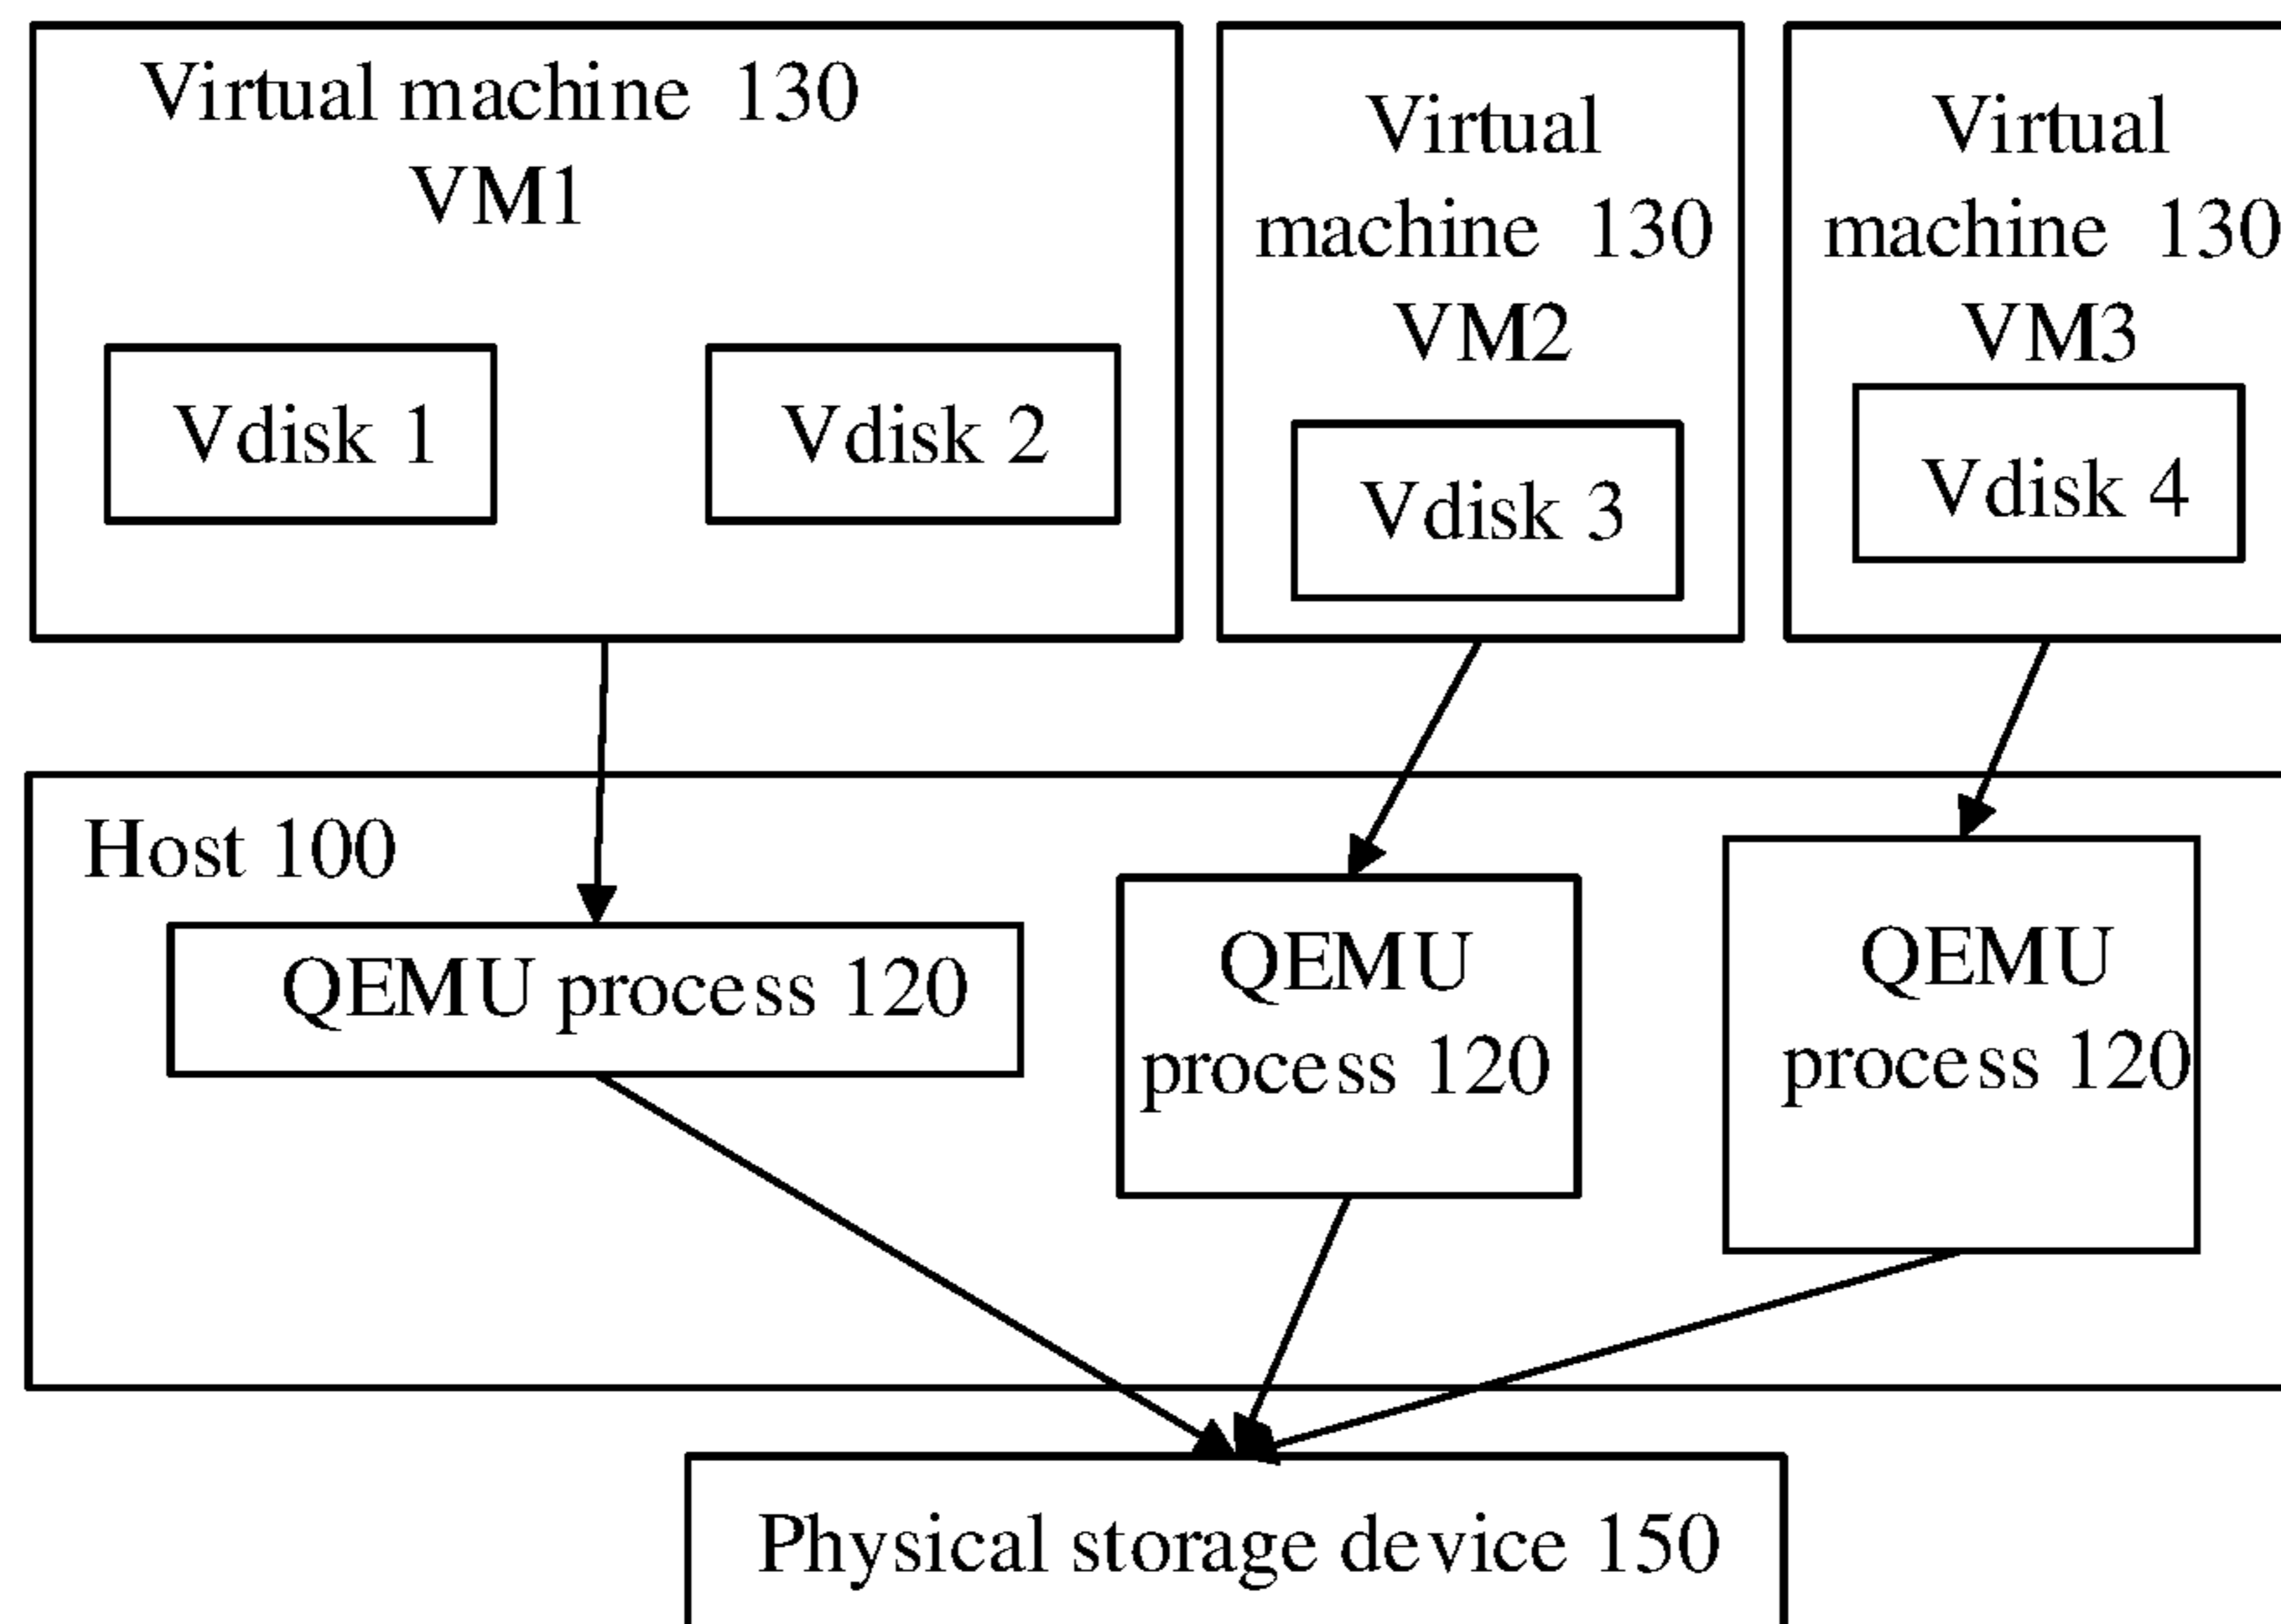 Virtual machine 130
VM1
Vdisk 1
Vdisk 2
Virtual
machine 130
VM2
Vdisk 3
Virtual
machine 130
VM3
Vdisk 4
Host 100
QEMU process 120
QEMU
process 120
QEMU
process 120
Physical storage device 150